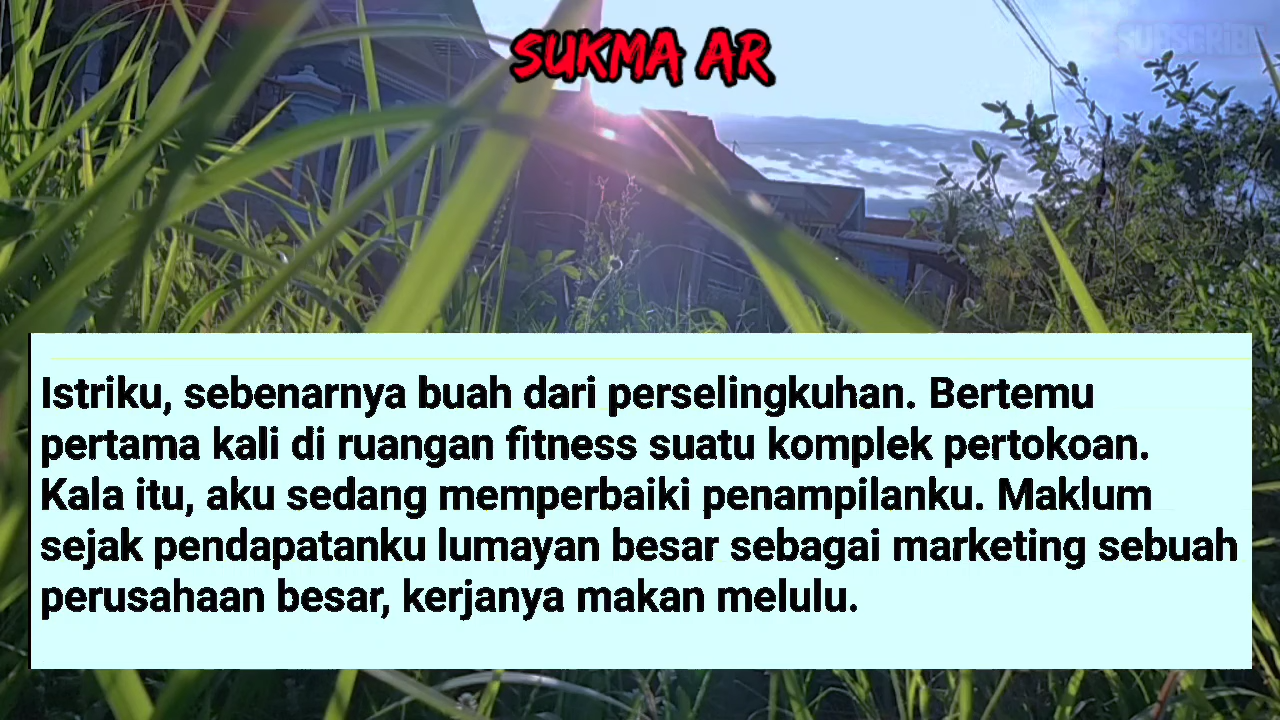 SUKMA AR
SUBSCRIBE
Istriku, sebenarnya buah dari perselingkuhan. Bertemu
pertama kali di ruangan fitness suatu komplek pertokoan.
Kala itu, aku sedang memperbaiki penampilanku. Maklum
sejak pendapatanku lumayan besar sebagai marketing sebuah
perusahaan besar, kerjanya makan melulu.